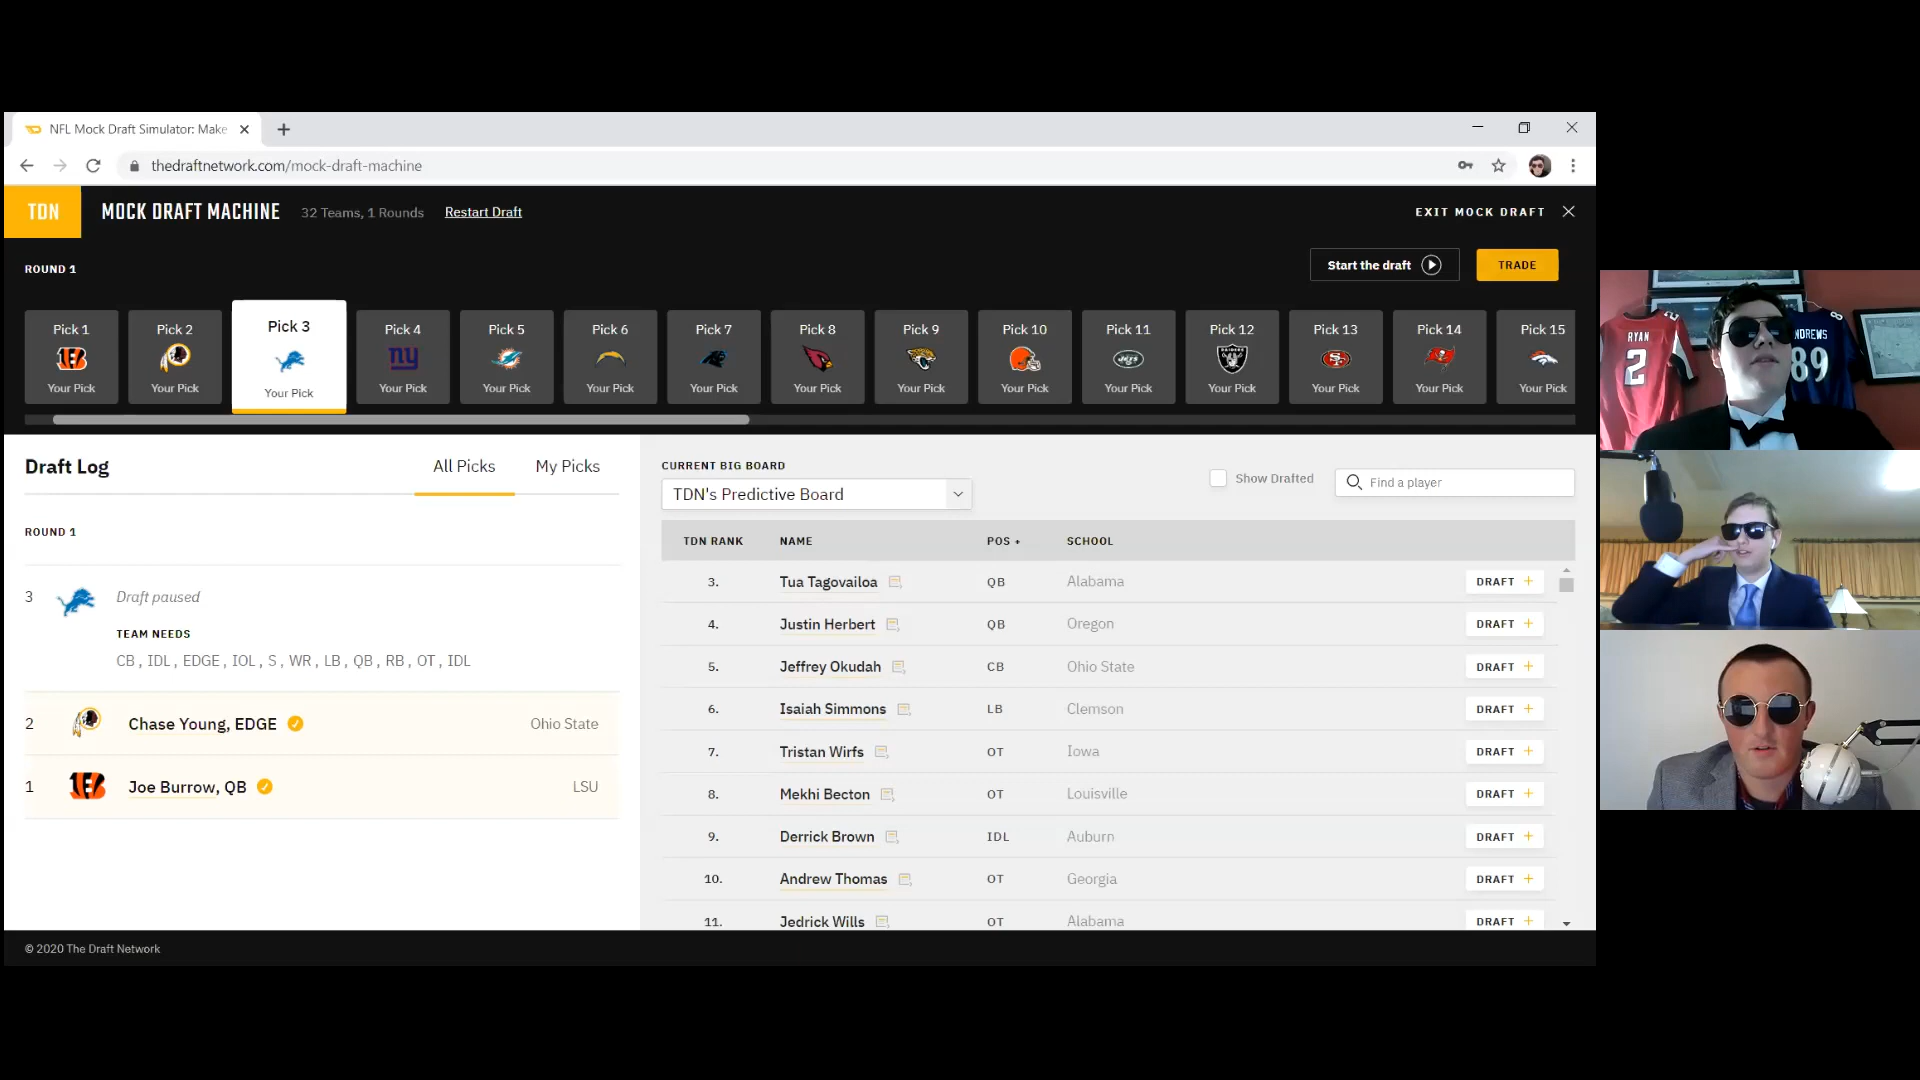 NFL Mock Draft Simulator: Make
thedraftnetwork.com/mock-draft-machine
TDN
MOCK DRAFT MACHINE
32 Teams, 1 Rounds
Restart Draft
EXIT MOCK DRAFT
ROUND 1
Start the draft
TRADE
Pick 1
Your Pick
Pick 2
Your Pick
Pick 3
Your Pick
Pick 4
ny
Your Pick
Pick 5
Your Pick
Pick 6
Your Pick
Pick 7
Your Pick
Pick 8
Your Pick
Pick 9
Your Pick
Pick 10
Your Pick
Pick 11
JETS
Your Pick
Pick 12
RAIDERS
Your Pick
Pick 13
SF
Your Pick
Pick 14
Your Pick
Pick 15
Your Pick
Draft Log
All Picks
My Picks
ROUND 1
3
Draft paused
TEAM NEEDS
CB, IDL, EDGE, IOL, S, WR, LB, QB, RB, OT, IDL
2 Chase Young, EDGE Ohio State
1 Joe Burrow, QB LSU
CURRENT BIG BOARD
TDN's Predictive Board
Show Drafted
Find a player
TDN RANK NAME POS + SCHOOL
3. Tua Tagovailoa QB Alabama DRAFT +
4. Justin Herbert QB Oregon DRAFT +
5. Jeffrey Okudah CB Ohio State DRAFT +
6. Isaiah Simmons LB Clemson DRAFT +
7. Tristan Wirfs OT Iowa DRAFT +
8. Mekhi Becton OT Louisville DRAFT +
9. Derrick Brown IDL Auburn DRAFT +
10. Andrew Thomas OT Georgia DRAFT +
11. Jedrick Wills OT Alabama DRAFT +
© 2020 The Draft Network
RYAN
2
2
NDREWS
89
8